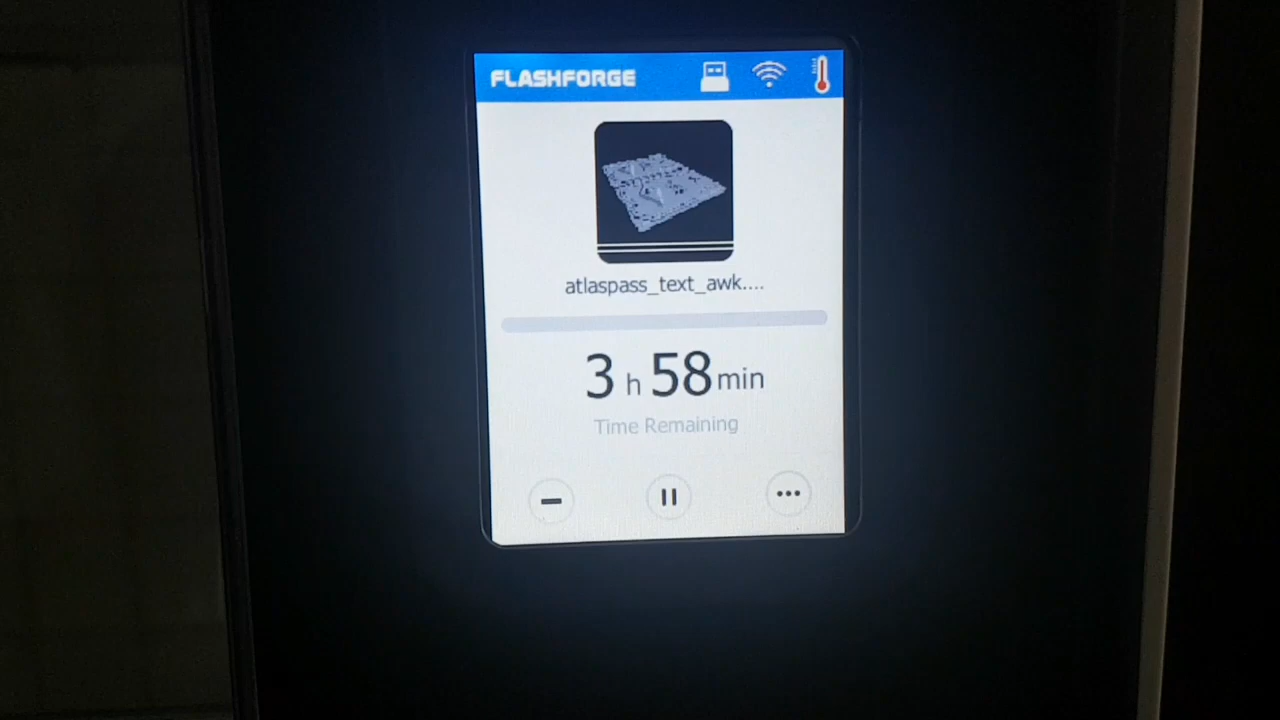 FLASHFORGE
atlaspass_text_awk....
3 h 58 min
Time Remaining